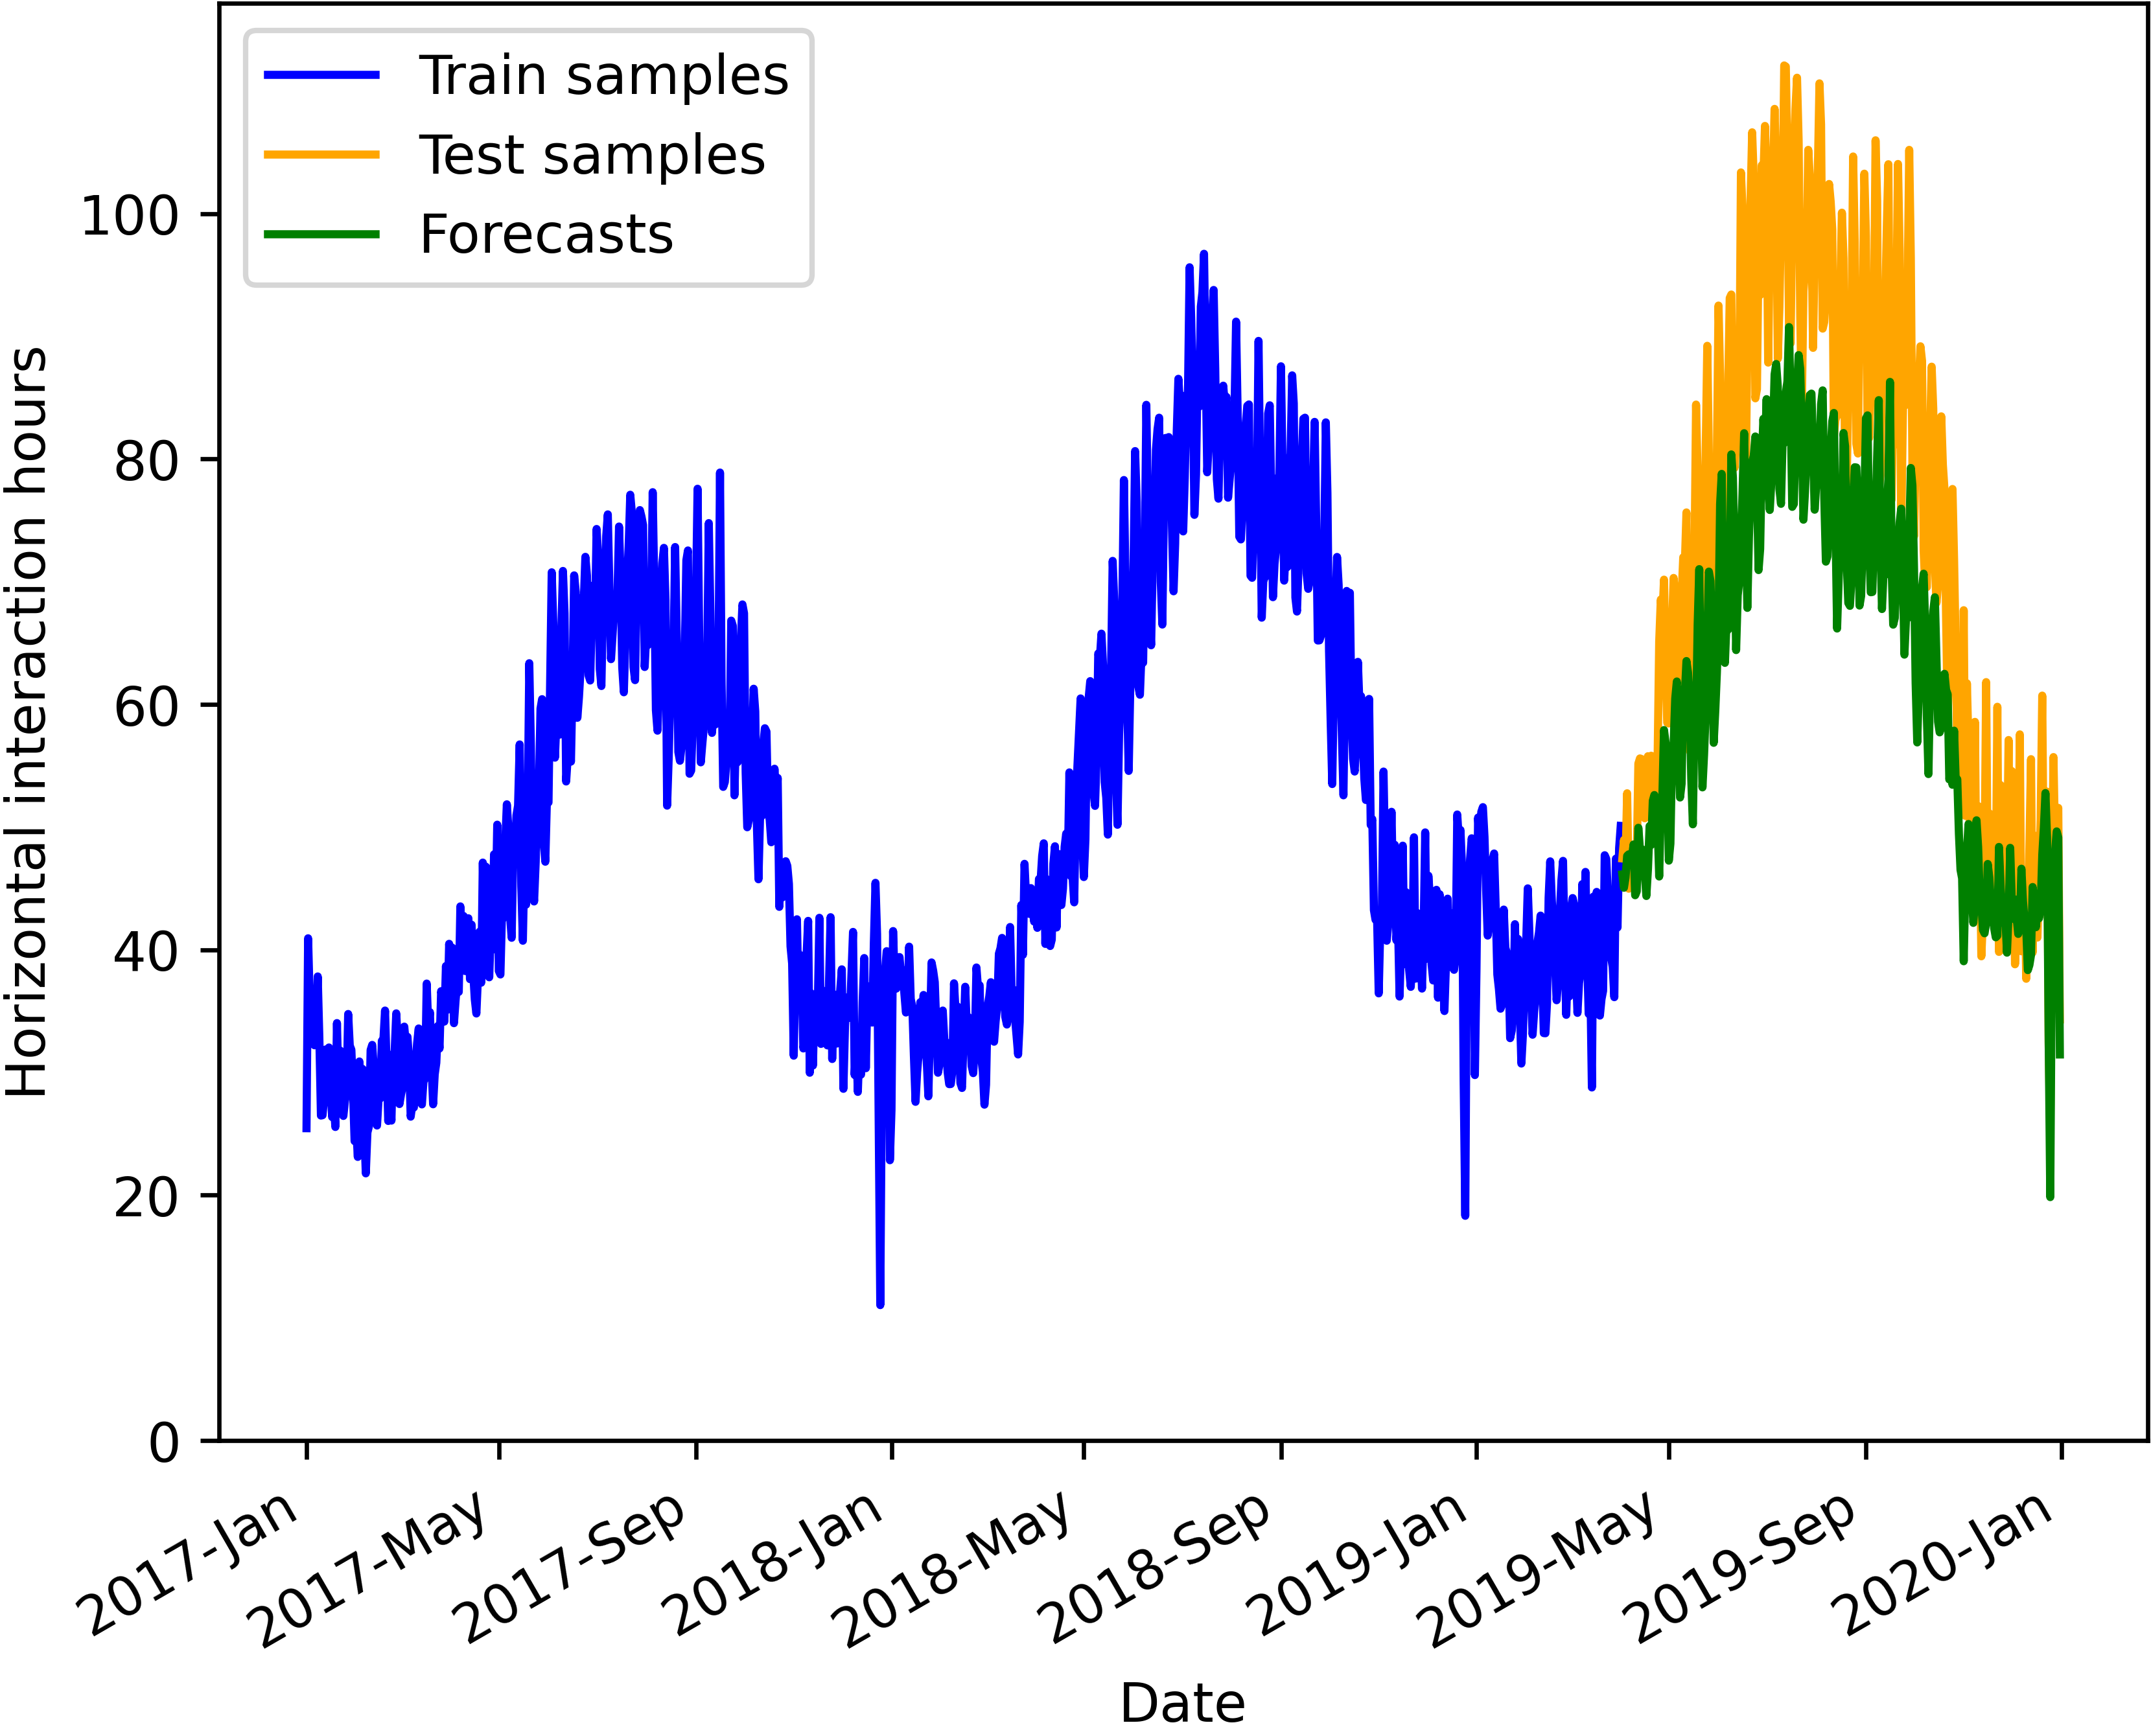 Train samples
Test samples
Forecasts
Horizontal interaction hours
100
80
60
40
20
0
2017-Jan
2017-May
2017-Sep
2018-Jan
2018-May
2018-Sep
2019-Jan
2019-May
2019-Sep
2020-Jan
Date